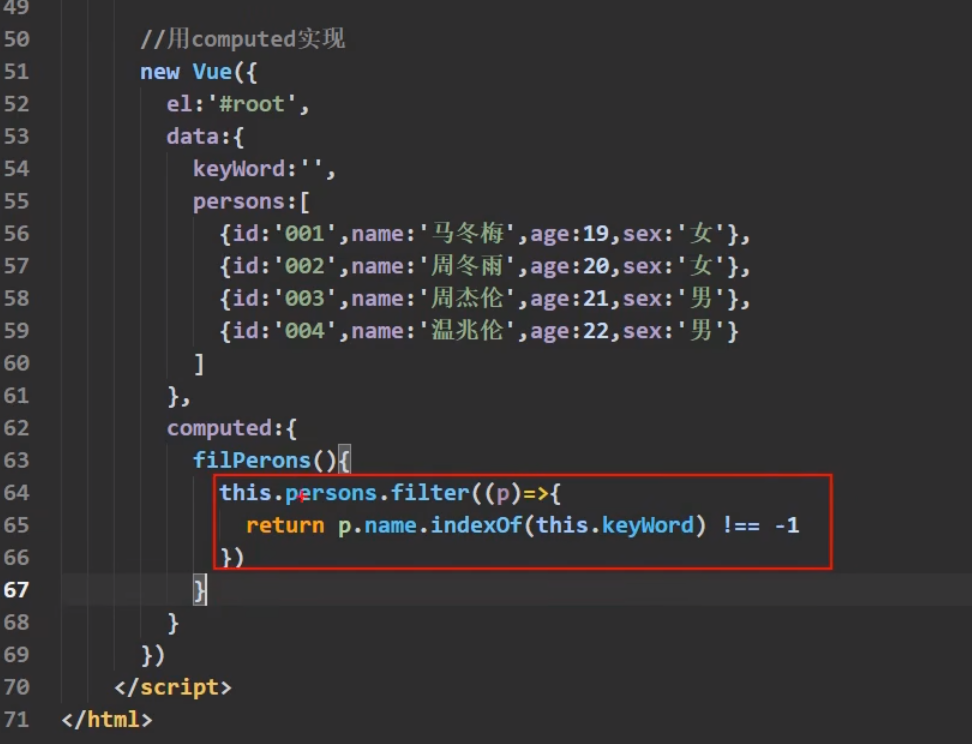 49
50 //用computed实现
51 new Vue({
52 el:'#root',
53 data:{
54 keyWord:'',
55 persons:[
56 {id:'001',name:'马冬梅',age:19,sex:'女'},
57 {id:'002',name:'周冬雨',age:20,sex:'女'},
58 {id:'003',name:'周杰伦',age:21,sex:'男'},
59 {id:'004',name:'温兆伦',age:22,sex:'男'}
60 ]
61 },
62 computed:{
63 filPerons(){
64 this.persons.filter((p)=>{
65 return p.name.indexOf(this.keyWord) !== -1
66 })
67 }
68 }
69 })
70 </script>
71 </html>